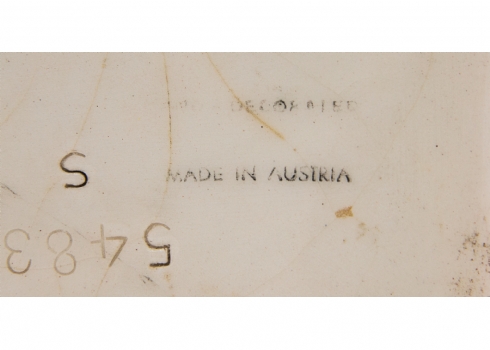 DECORATED
MADE IN AUSTRIA
S
5483